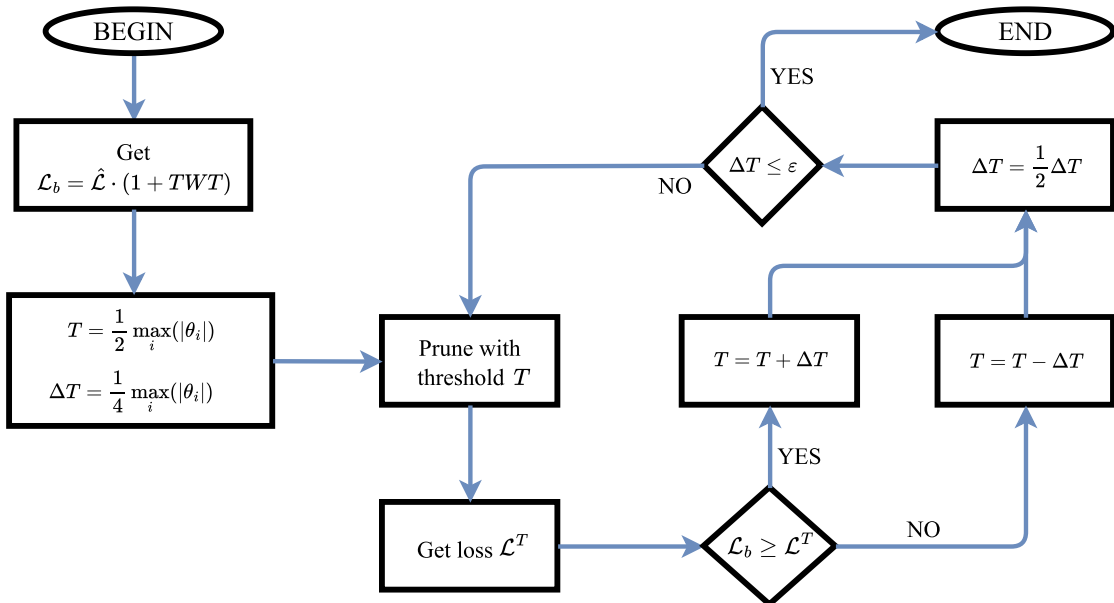 BEGIN
Get
$\mathcal{L}_b = \hat{\mathcal{L}} \cdot (1 + TWT)$
$T = \frac{1}{2} \max_i(|\theta_i|)$
$\Delta T = \frac{1}{4} \max_i(|\theta_i|)$
Prune with
threshold $T$
Get loss $\mathcal{L}^T$
$\mathcal{L}_b \geq \mathcal{L}^T$
YES
NO
$T = T + \Delta T$
$T = T - \Delta T$
$\Delta T = \frac{1}{2} \Delta T$
$\Delta T \leq \varepsilon$
NO
YES
END